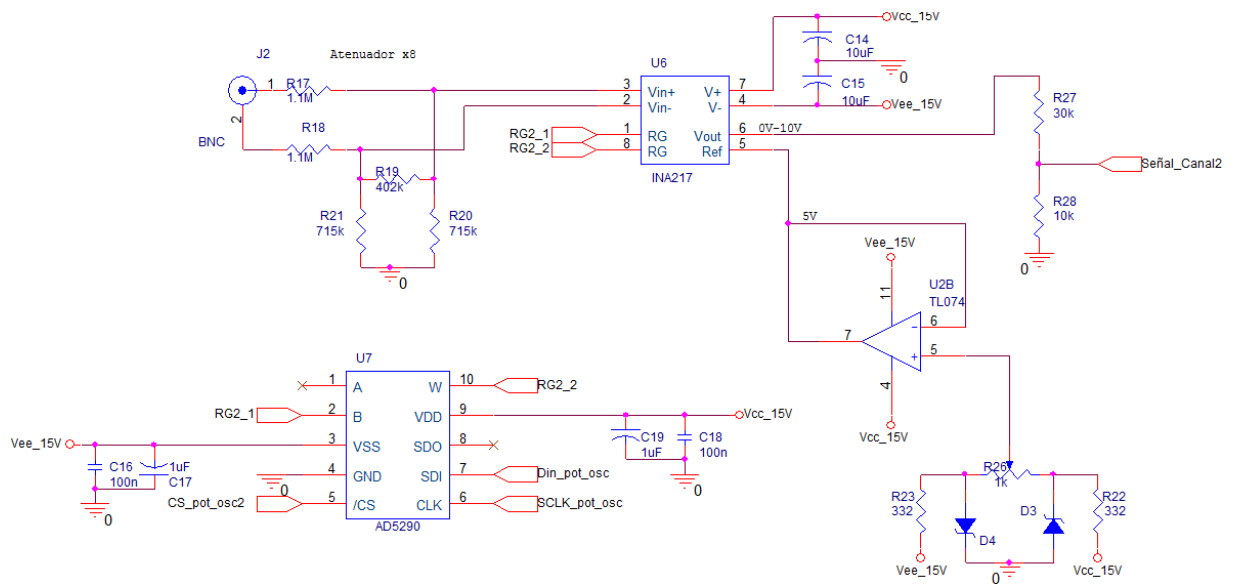 J2
Atenuador x8
1
R17
1.1M
2
R18
1.1M
BNC
R19
402k
R21
715k
R20
715k
0
U6
3
Vin+
V+
7
2
Vin-
V-
4
RG2_1
1
RG
Vout
6
0V-10V
RG2_2
8
RG
Ref
5
INA217
Vcc_15V
C14
10uF
0
C15
10uF
Vee_15V
R27
30k
Señal_Canal2
R28
10k
0
5V
Vee_15V
11
U2B
TL074
6
7
5
4
Vcc_15V
R26
1k
R23
332
R22
332
D4
D3
Vee_15V
0
Vcc_15V
U7
1
A
W
10
RG2_2
RG2_1
2
B
VDD
9
Vcc_15V
Vee_15V
3
VSS
SDO
8
C19
1uF
C18
100n
0
C16
100n
1uF
C17
0
0
4
GND
SDI
7
Din_pot_osc
CS_pot_osc2
5
/CS
CLK
6
SCLK_pot_osc
AD5290